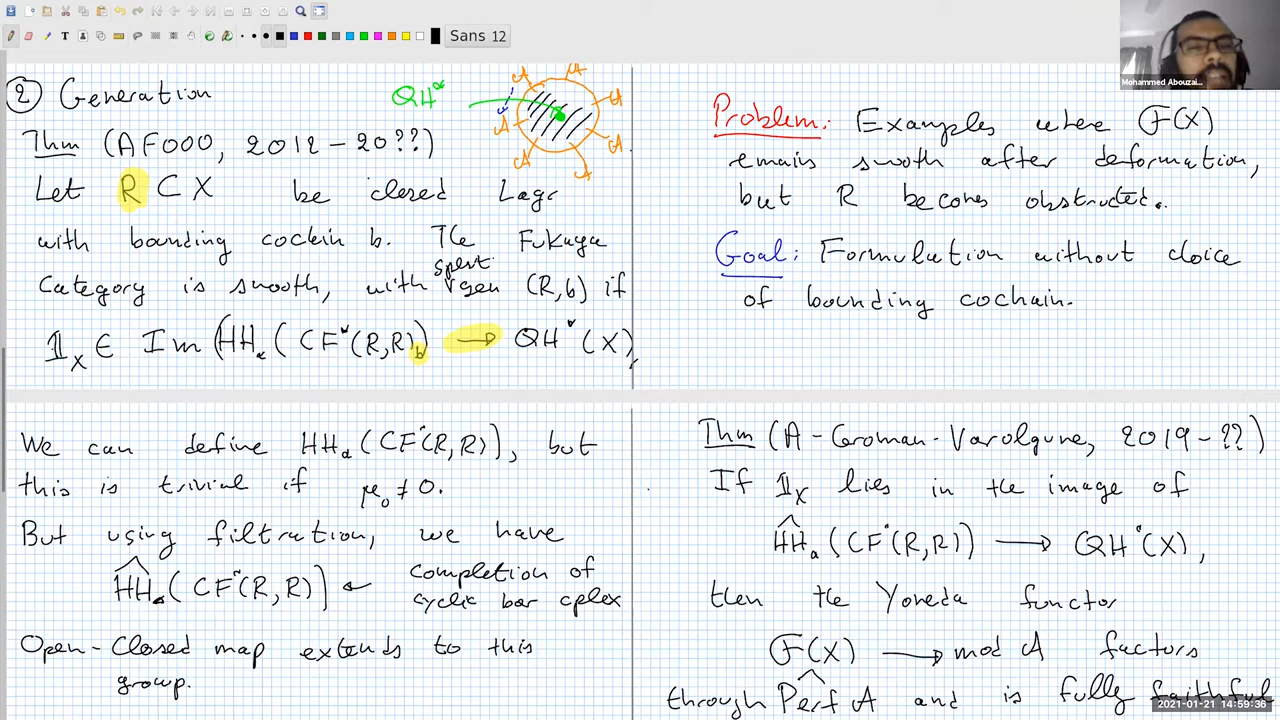 Sans 12
Mohammed Abouzai...
② Generation
QH*
A A A A A A A A
Thm (AFOOO, 2012 - 20??)
Let R ⊂ X be closed Lagr
with bounding cochain b. The Fukaya
split
Category is smooth, with gen (R,b) if
1_X ∈ Im (HH_*(CF*(R,R)_b) → QH*(X),
Problem: Examples where F(X)
remains smooth after deformation,
but R becomes obstructed.
Goal: Formulation without choice
of bounding cochain.
We can define HH_*(CF*(R,R)), but
this is trivial if μ_0 ≠ 0.
But using filtration, we have
ĤH_*(CF*(R,R)) ← completion of
cyclic bar cplex
Open-closed map extends to this
group.
Thm (A-Groman-Varolgune, 2019-??)
If 1_X lies in the image of
ĤH_*(CF*(R,R)) → QH*(X),
then the Yoneda functor
F(X) → mod A factors
through P̂erf A and is fully faithful
2021-01-21 14:59:36